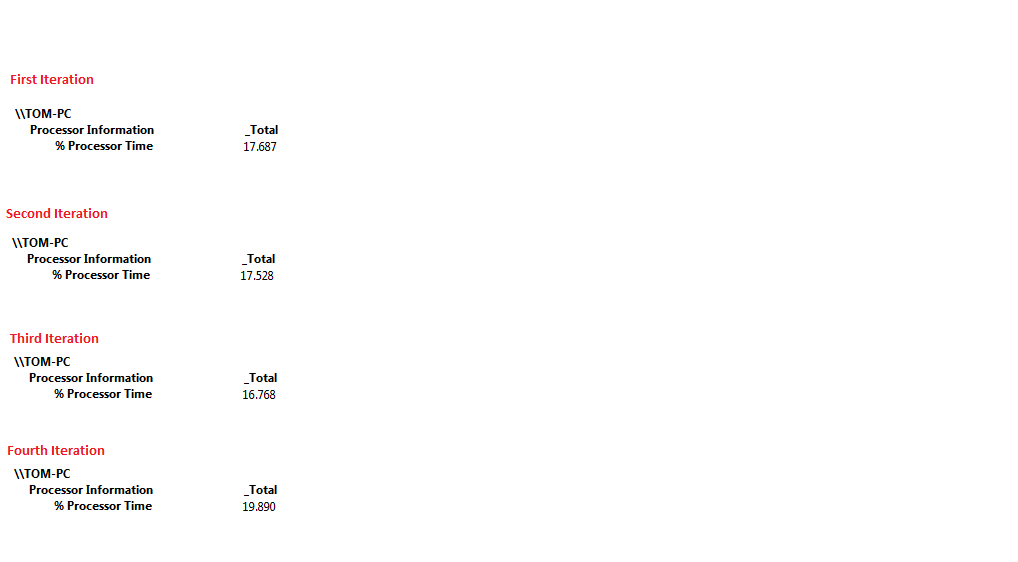 First Iteration
\\TOM-PC
Processor Information _Total
% Processor Time 17.687
Second Iteration
\\TOM-PC
Processor Information _Total
% Processor Time 17.528
Third Iteration
\\TOM-PC
Processor Information _Total
% Processor Time 16.768
Fourth Iteration
\\TOM-PC
Processor Information _Total
% Processor Time 19.890